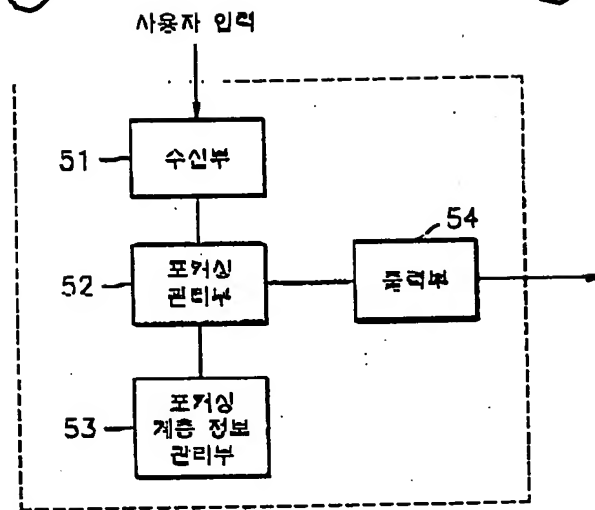 사용자 입력
51
수신부
54
52
포커싱
관리부
출력부
53
포커싱
계층 정보
관리부